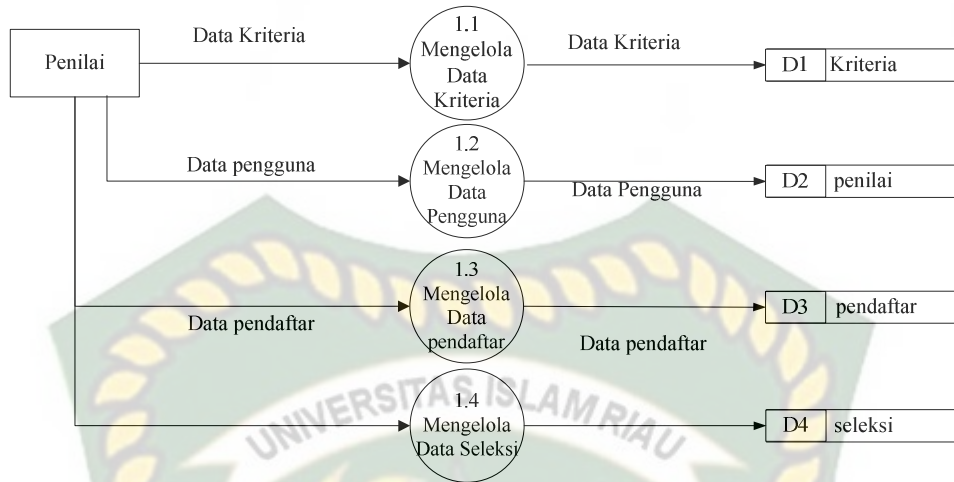 Penilai
Data Kriteria
1.1
Mengelola
Data
Kriteria
Data Kriteria
D1 Kriteria
Data pengguna
1.2
Mengelola
Data
Pengguna
Data Pengguna
D2 penilai
Data pendaftar
1.3
Mengelola
Data
pendaftar
Data pendaftar
D3 pendaftar
1.4
Mengelola
Data Seleksi
D4 seleksi
UNIVERSITAS ISLAM RIAU